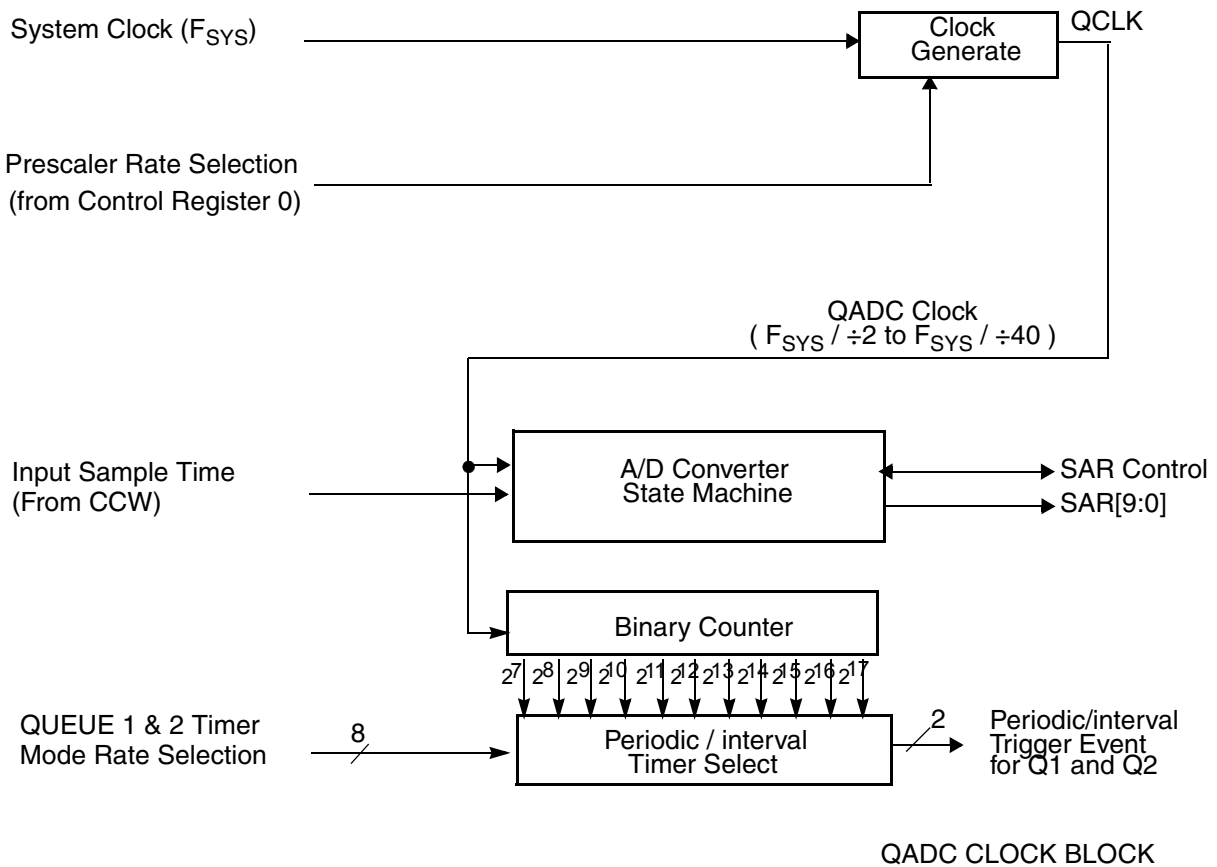 System Clock (FSYS)
Clock
Generate
QCLK
Prescaler Rate Selection
(from Control Register 0)
QADC Clock
( FSYS / ÷2 to FSYS / ÷40 )
Input Sample Time
(From CCW)
A/D Converter
State Machine
SAR Control
SAR[9:0]
Binary Counter
2^7 2^8 2^9 2^10 2^11 2^12 2^13 2^14 2^15 2^16 2^17
QUEUE 1 & 2 Timer
Mode Rate Selection
8
Periodic / interval
Timer Select
2
Periodic/interval
Trigger Event
for Q1 and Q2
QADC CLOCK BLOCK